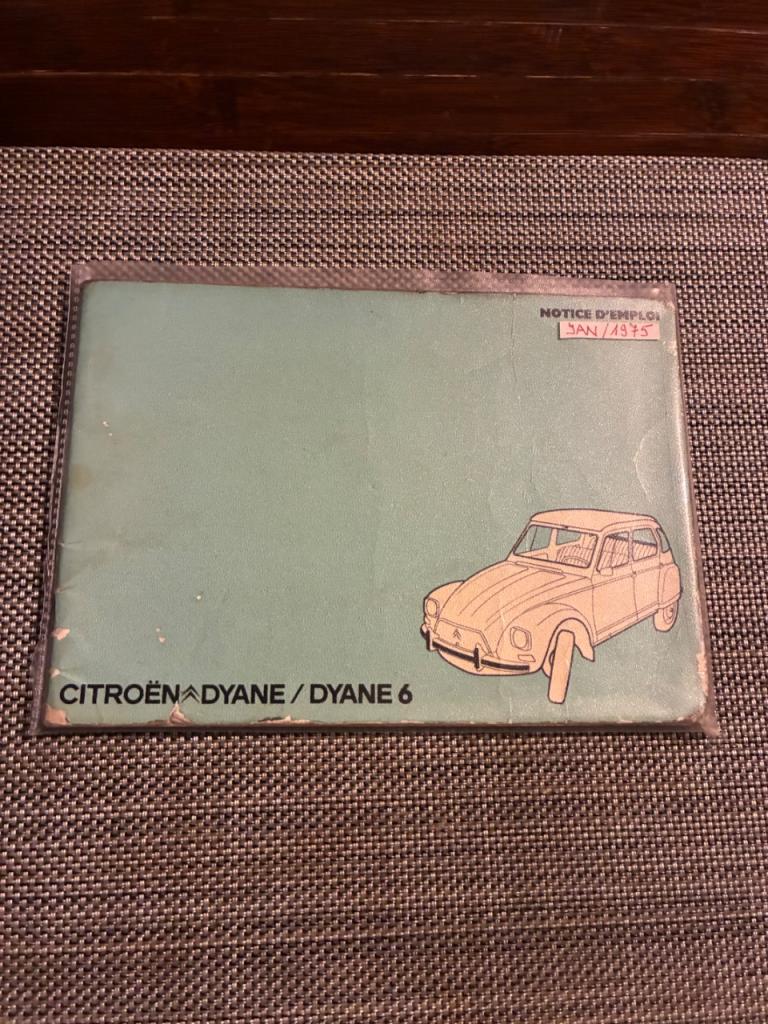 NOTICE D'EMPLOI
JAN/1975
CITROËN DYANE / DYANE 6